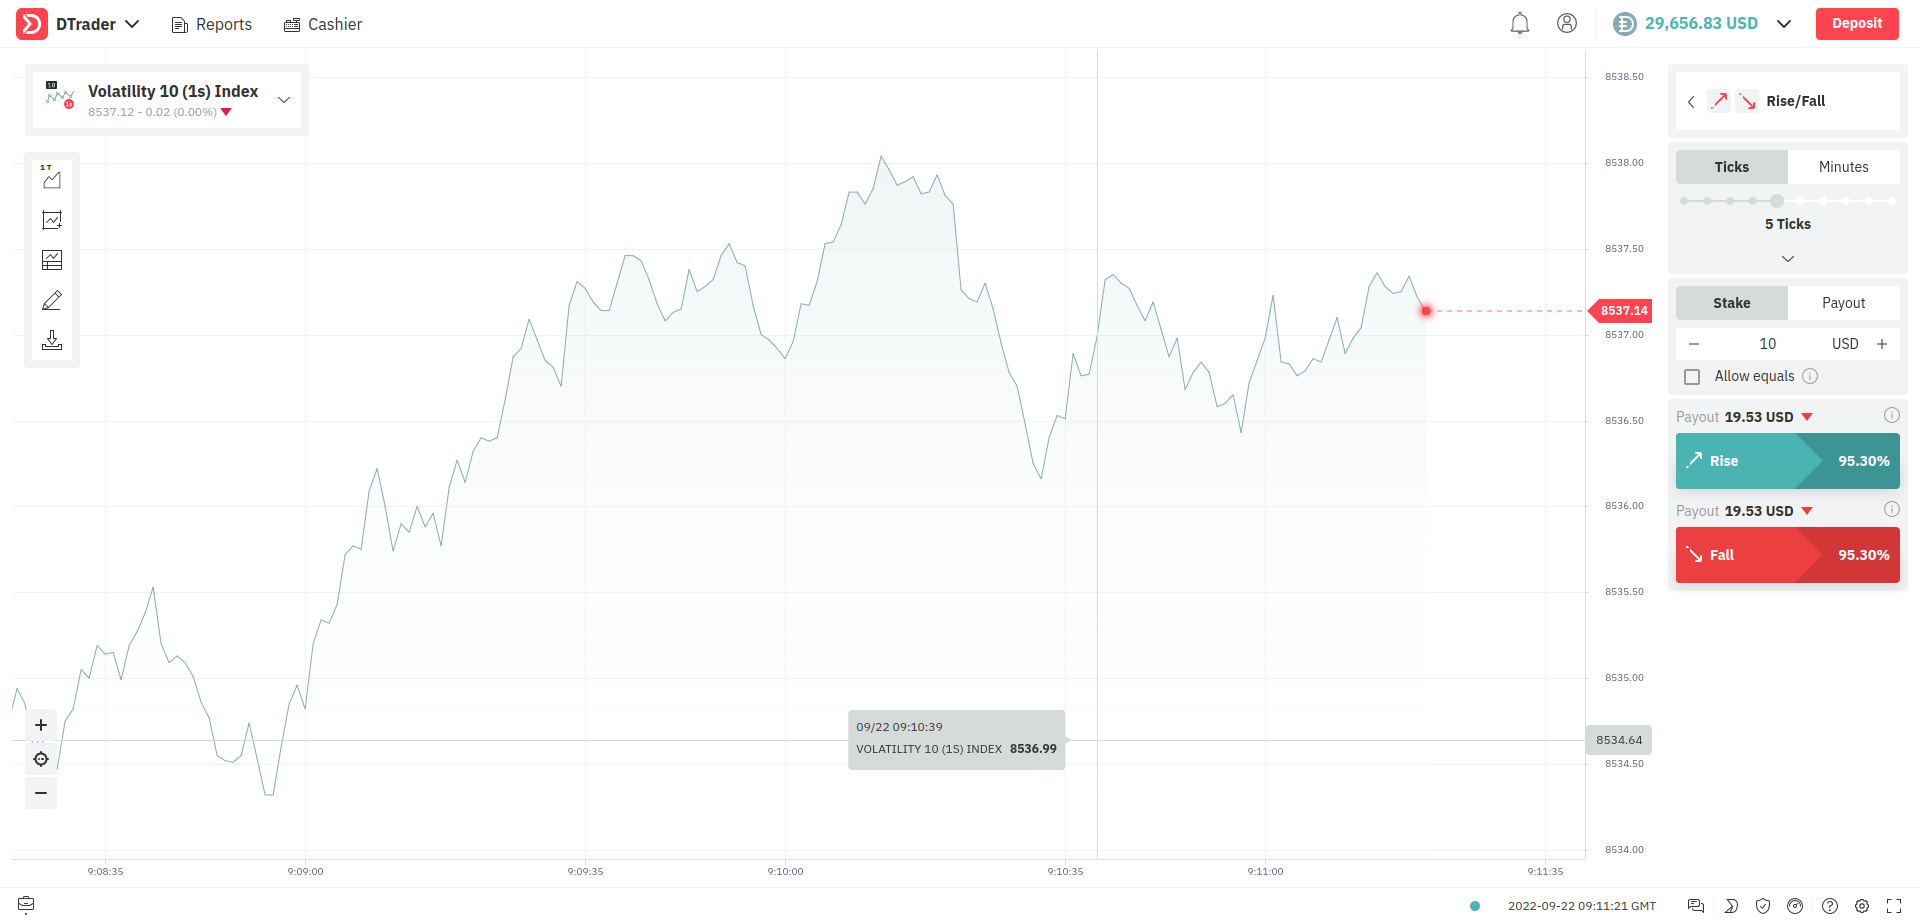 DTrader
Reports
Cashier
29,656.83 USD
Deposit
10
1s
Volatility 10 (1s) Index
8537.12 - 0.02 (0.00%)
1T
8538.50
8538.00
8537.50
8537.14
8537.00
8536.50
8536.00
8535.50
8535.00
8534.64
8534.50
8534.00
09/22 09:10:39
VOLATILITY 10 (1S) INDEX 8536.99
9:08:35
9:09:00
9:09:35
9:10:00
9:10:35
9:11:00
9:11:35
Rise/Fall
Ticks
Minutes
5 Ticks
Stake
Payout
− 10 USD +
Allow equals
Payout 19.53 USD
Rise 95.30%
Payout 19.53 USD
Fall 95.30%
+
−
2022-09-22 09:11:21 GMT